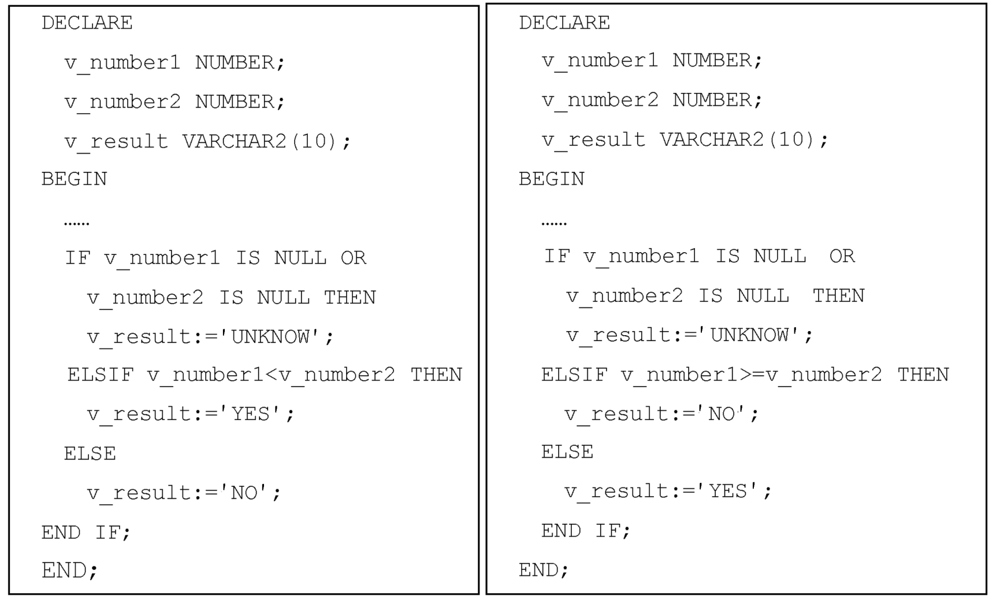 DECLARE
v_number1 NUMBER;
v_number2 NUMBER;
v_result VARCHAR2(10);
BEGIN
……
IF v_number1 IS NULL OR
v_number2 IS NULL THEN
v_result:='UNKNOW';
ELSIF v_number1<v_number2 THEN
v_result:='YES';
ELSE
v_result:='NO';
END IF;
END;
DECLARE
v_number1 NUMBER;
v_number2 NUMBER;
v_result VARCHAR2(10);
BEGIN
……
IF v_number1 IS NULL OR
v_number2 IS NULL THEN
v_result:='UNKNOW';
ELSIF v_number1>=v_number2 THEN
v_result:='NO';
ELSE
v_result:='YES';
END IF;
END;